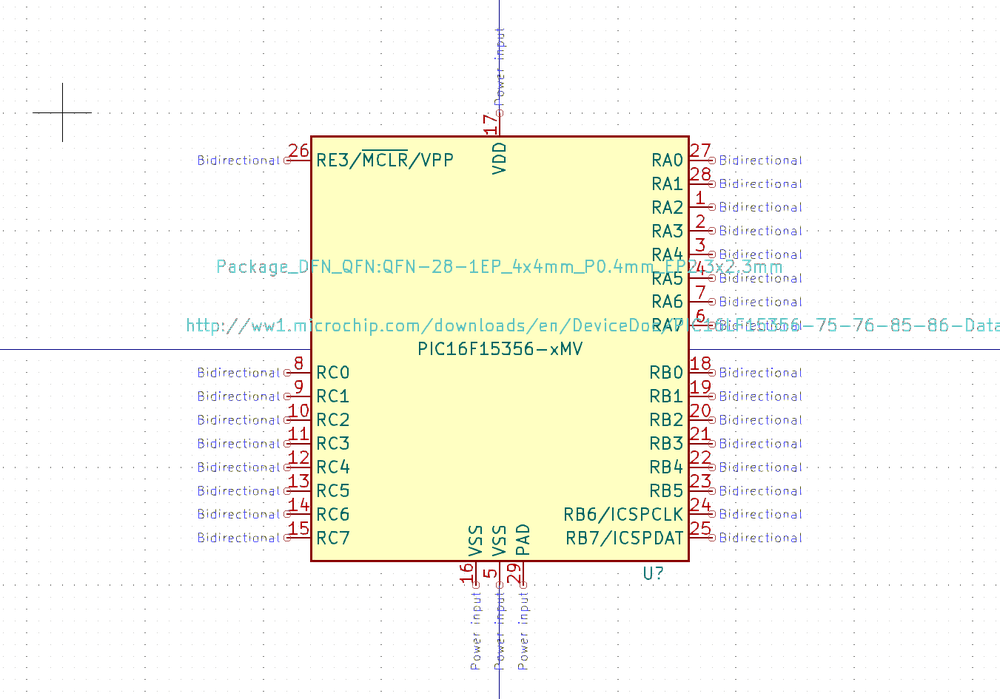 Power input
17
VDD
Bidirectional 26 RE3/MCLR/VPP
RA0 27 Bidirectional
RA1 28 Bidirectional
RA2 1 Bidirectional
RA3 2 Bidirectional
RA4 3 Bidirectional
Package_DFN_QFN:QFN-28-1EP_4x4mm_P0.4mm_EP2.3x2.3mm
RA5 4 Bidirectional
RA6 7 Bidirectional
RA7 6 Bidirectional
http://ww1.microchip.com/downloads/en/DeviceDoc/PIC16LF15356-75-76-85-86-Data
PIC16F15356-xMV
Bidirectional 8 RC0
RB0 18 Bidirectional
Bidirectional 9 RC1
RB1 19 Bidirectional
Bidirectional 10 RC2
RB2 20 Bidirectional
Bidirectional 11 RC3
RB3 21 Bidirectional
Bidirectional 12 RC4
RB4 22 Bidirectional
Bidirectional 13 RC5
RB5 23 Bidirectional
Bidirectional 14 RC6
RB6/ICSPCLK 24 Bidirectional
Bidirectional 15 RC7
RB7/ICSPDAT 25 Bidirectional
VSS 16 Power input
VSS 5 Power input
PAD 29 Power input
U?